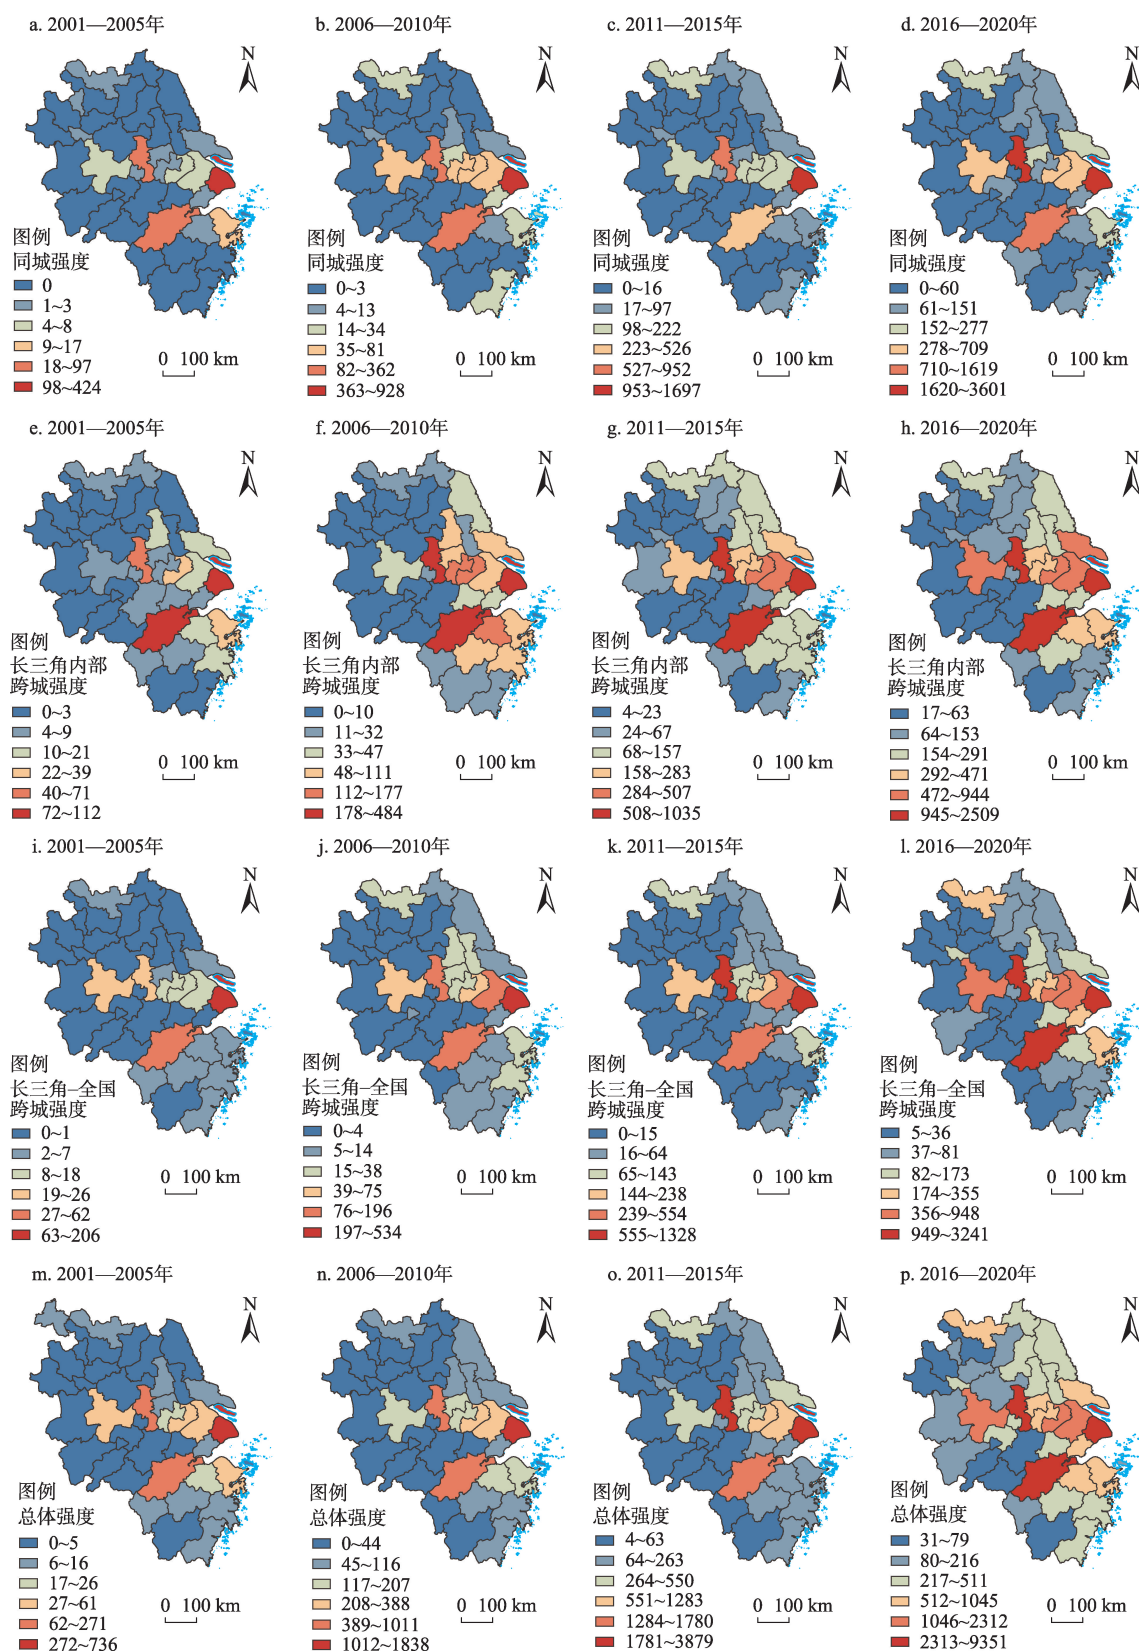 a. 2001—2005年
N
图例
同城强度
0
1~3
4~8
9~17
18~97
98~424
0 100 km
b. 2006—2010年
N
图例
同城强度
0~3
4~13
14~34
35~81
82~362
363~928
0 100 km
c. 2011—2015年
N
图例
同城强度
0~16
17~97
98~222
223~526
527~952
953~1697
0 100 km
d. 2016—2020年
N
图例
同城强度
0~60
61~151
152~277
278~709
710~1619
1620~3601
0 100 km
e. 2001—2005年
N
图例
长三角内部
跨城强度
0~3
4~9
10~21
22~39
40~71
72~112
0 100 km
f. 2006—2010年
N
图例
长三角内部
跨城强度
0~10
11~32
33~47
48~111
112~177
178~484
0 100 km
g. 2011—2015年
N
图例
长三角内部
跨城强度
4~23
24~67
68~157
158~283
284~507
508~1035
0 100 km
h. 2016—2020年
N
图例
长三角内部
跨城强度
17~63
64~153
154~291
292~471
472~944
945~2509
0 100 km
i. 2001—2005年
N
图例
长三角–全国
跨城强度
0~1
2~7
8~18
19~26
27~62
63~206
0 100 km
j. 2006—2010年
N
图例
长三角–全国
跨城强度
0~4
5~14
15~38
39~75
76~196
197~534
0 100 km
k. 2011—2015年
N
图例
长三角–全国
跨城强度
0~15
16~64
65~143
144~238
239~554
555~1328
0 100 km
l. 2016—2020年
N
图例
长三角–全国
跨城强度
5~36
37~81
82~173
174~355
356~948
949~3241
0 100 km
m. 2001—2005年
N
图例
总体强度
0~5
6~16
17~26
27~61
62~271
272~736
0 100 km
n. 2006—2010年
N
图例
总体强度
0~44
45~116
117~207
208~388
389~1011
1012~1838
0 100 km
o. 2011—2015年
N
图例
总体强度
4~63
64~263
264~550
551~1283
1284~1780
1781~3879
0 100 km
p. 2016—2020年
N
图例
总体强度
31~79
80~216
217~511
512~1045
1046~2312
2313~9351
0 100 km